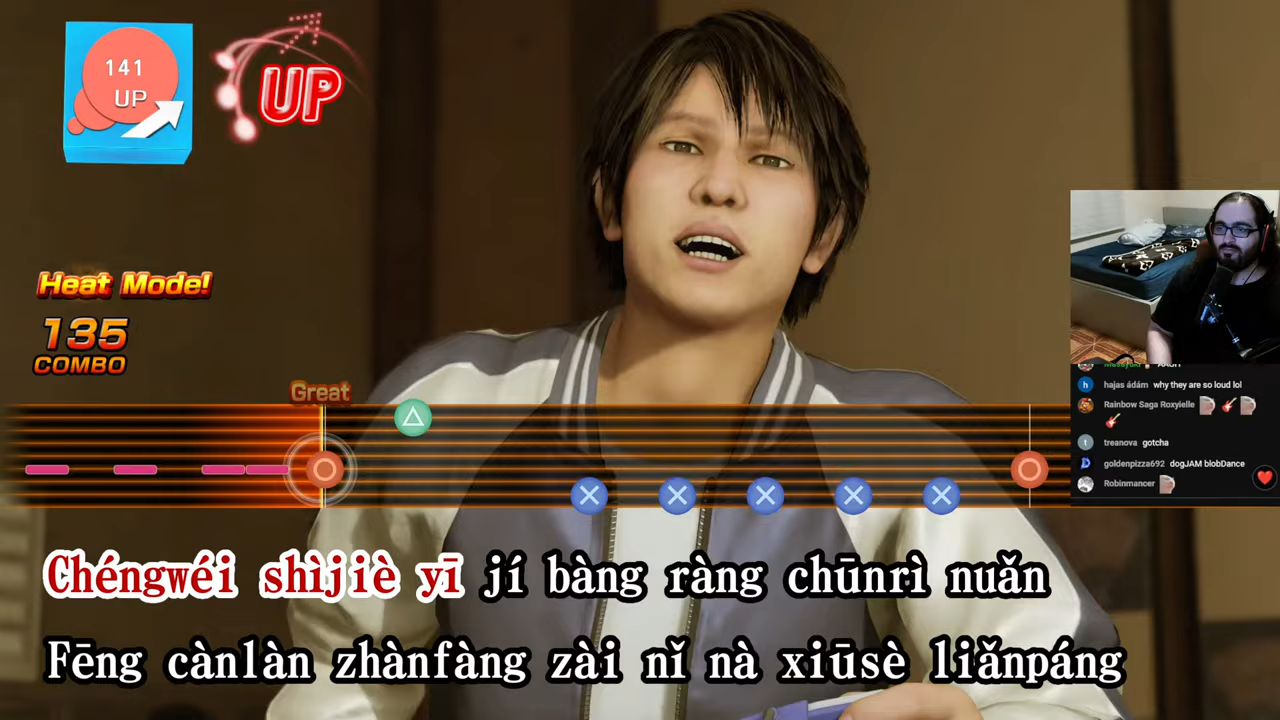 141
UP
UP
Heat Mode!
135
COMBO
Great
hajas ádám why they are so loud lol
Rainbow Saga Roxyielle
treanova gotcha
goldenpizza692 dogJAM blobDance
Robinmancer
Chéngwéi shìjiè yī jí bàng ràng chūnrì nuǎn
Fēng cànlàn zhànfàng zài nǐ nà xiūsè liǎnpáng